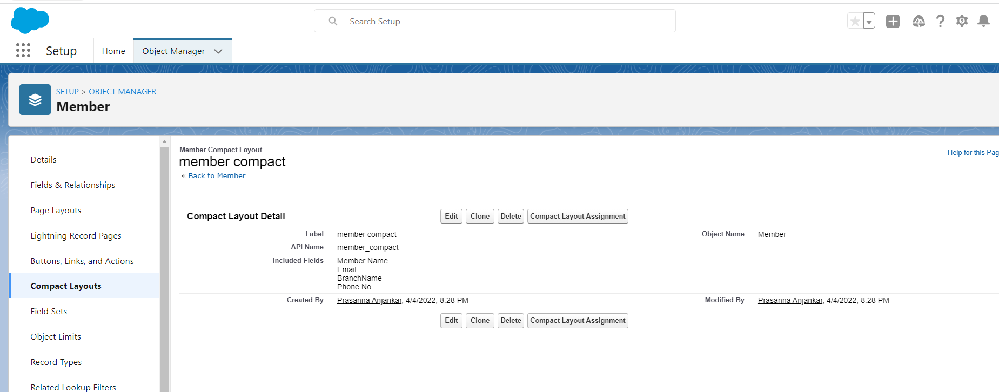 Search Setup
Setup
Home
Object Manager
SETUP > OBJECT MANAGER
Member
Details
Fields & Relationships
Page Layouts
Lightning Record Pages
Buttons, Links, and Actions
Compact Layouts
Field Sets
Object Limits
Record Types
Related Lookup Filters
Member Compact Layout
member compact
« Back to Member
Help for this Pag
Compact Layout Detail
Edit Clone Delete Compact Layout Assignment
Label member compact Object Name Member
API Name member_compact
Included Fields Member Name
Email
BranchName
Phone No
Created By Prasanna Anjankar, 4/4/2022, 8:28 PM Modified By Prasanna Anjankar, 4/4/2022, 8:28 PM
Edit Clone Delete Compact Layout Assignment